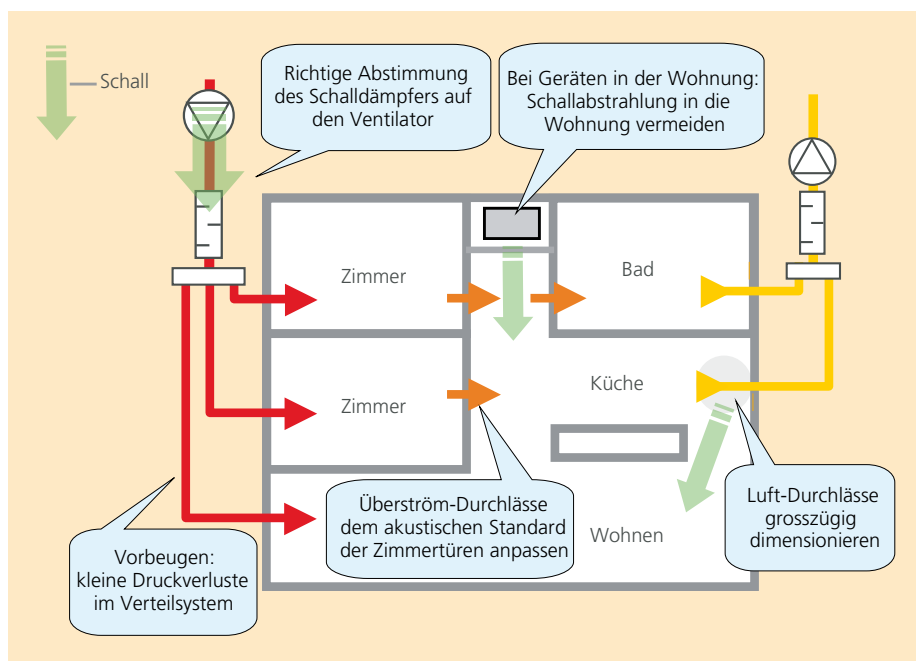 Schall
Richtige Abstimmung
des Schalldämpfers auf
den Ventilator
Bei Geräten in der Wohnung:
Schallabstrahlung in die
Wohnung vermeiden
Zimmer
Bad
Zimmer
Küche
Überström-Durchlässe
dem akustischen Standard
der Zimmertüren anpassen
Wohnen
Luft-Durchlässe
grosszügig
dimensionieren
Vorbeugen:
kleine Druckverluste
im Verteilsystem